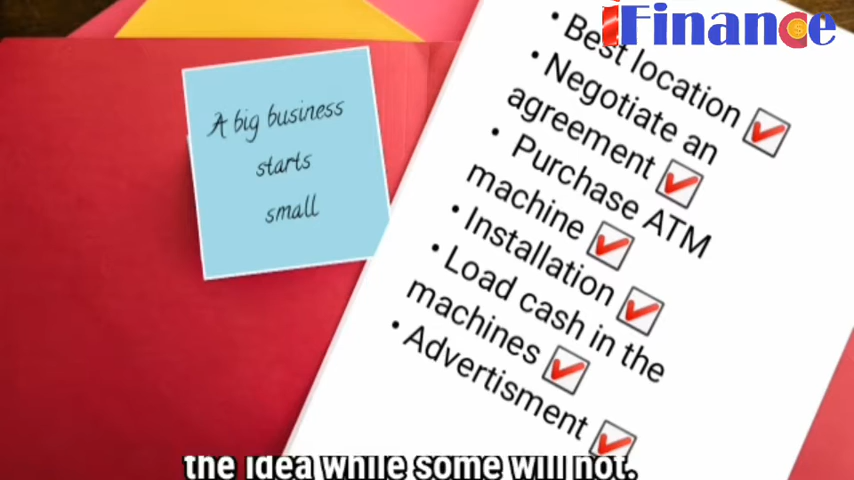 iFinance
A big business
starts
small
• Best location ✅
• Negotiate an
agreement ✅
• Purchase ATM
machine ✅
• Installation ✅
• Load cash in the
machines ✅
• Advertisment ✅
the idea while some will not.